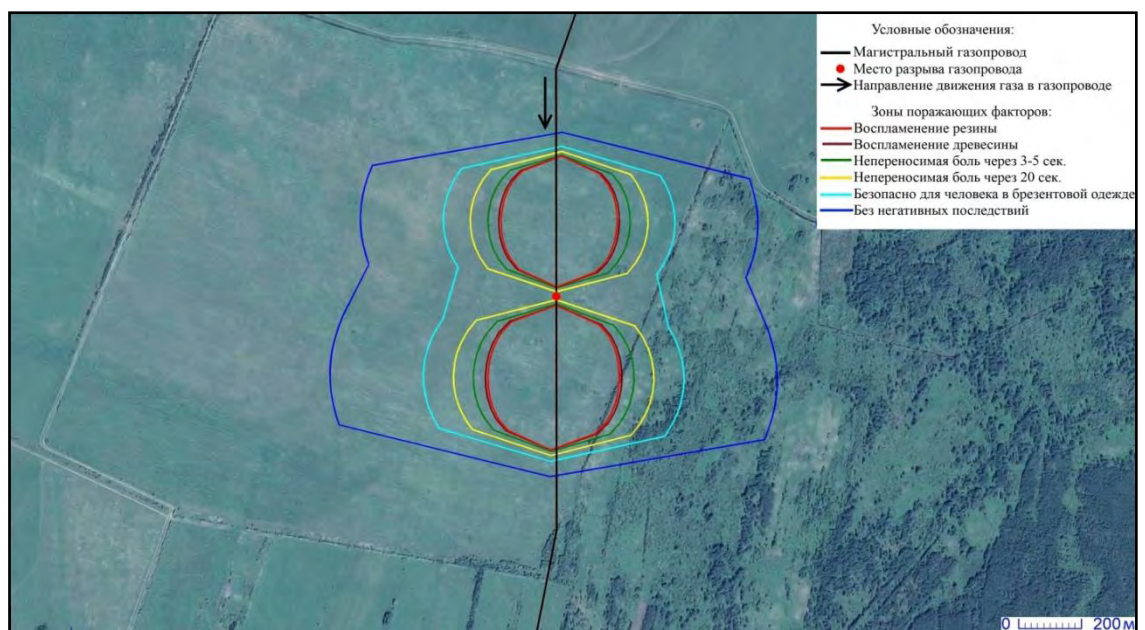 Условные обозначения:
Магистральный газопровод
Место разрыва газопровода
Направление движения газа в газопроводе
Зоны поражающих факторов:
Воспламенение резины
Воспламенение древесины
Непереносимая боль через 3-5 сек.
Непереносимая боль через 20 сек.
Безопасно для человека в брезентовой одежде
Без негативных последствий
0 200 м